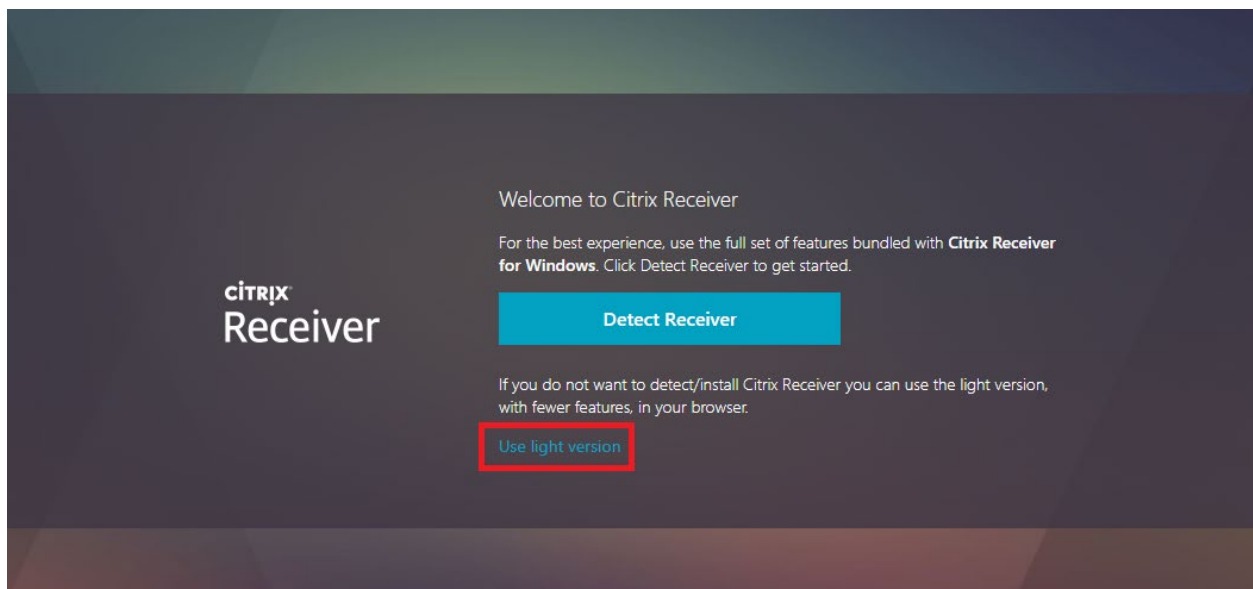 Welcome to Citrix Receiver
For the best experience, use the full set of features bundled with Citrix Receiver
for Windows. Click Detect Receiver to get started.
CİTRIX
Receiver
Detect Receiver
If you do not want to detect/install Citrix Receiver you can use the light version,
with fewer features, in your browser.
Use light version